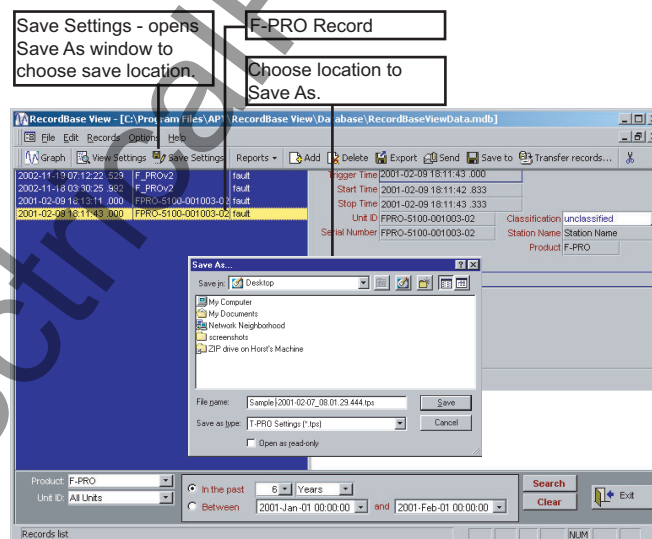 Save Settings - opens
Save As window to
choose save location.
F-PRO Record
Choose location to
Save As.
RecordBase View - [C:\Program Files\APT\RecordBase View\Database\RecordBaseViewData.mdb]
File Edit Records Options Help
Graph View Settings Save Settings Reports Add Delete Export Send Save to Transfer records...
2002-11-19 07:12:22 .529 F_PROv2 fault
2002-11-18 03:30:25 .992 F_PROv2 fault
2001-02-09 18:13:11 .000 FPRO-5100-001003-02 fault
2001-02-09 18:11:43 .000 FPRO-5100-001003-02 fault
Trigger Time 2001-02-09 18:11:43 .000
Start Time 2001-02-09 18:11:42 .833
Stop Time 2001-02-09 18:11:43 .333
Unit ID FPRO-5100-001003-02 Classification unclassified
Serial Number FPRO-5100-001003-02 Station Name Station Name
Product F-PRO
Save As...
Save in: Desktop
My Computer
My Documents
Network Neighborhood
screenshots
ZIP drive on Horst's Machine
File name: Sample-2001-02-07_08.01.29.444.tps Save
Save as type: T-PRO Settings (*.tps) Cancel
Open as read-only
Product: F-PRO In the past 6 Years Search
Unit ID: All Units Between 2001-Jan-01 00:00:00 and 2001-Feb-01 00:00:00 Clear Exit
Records list NUM